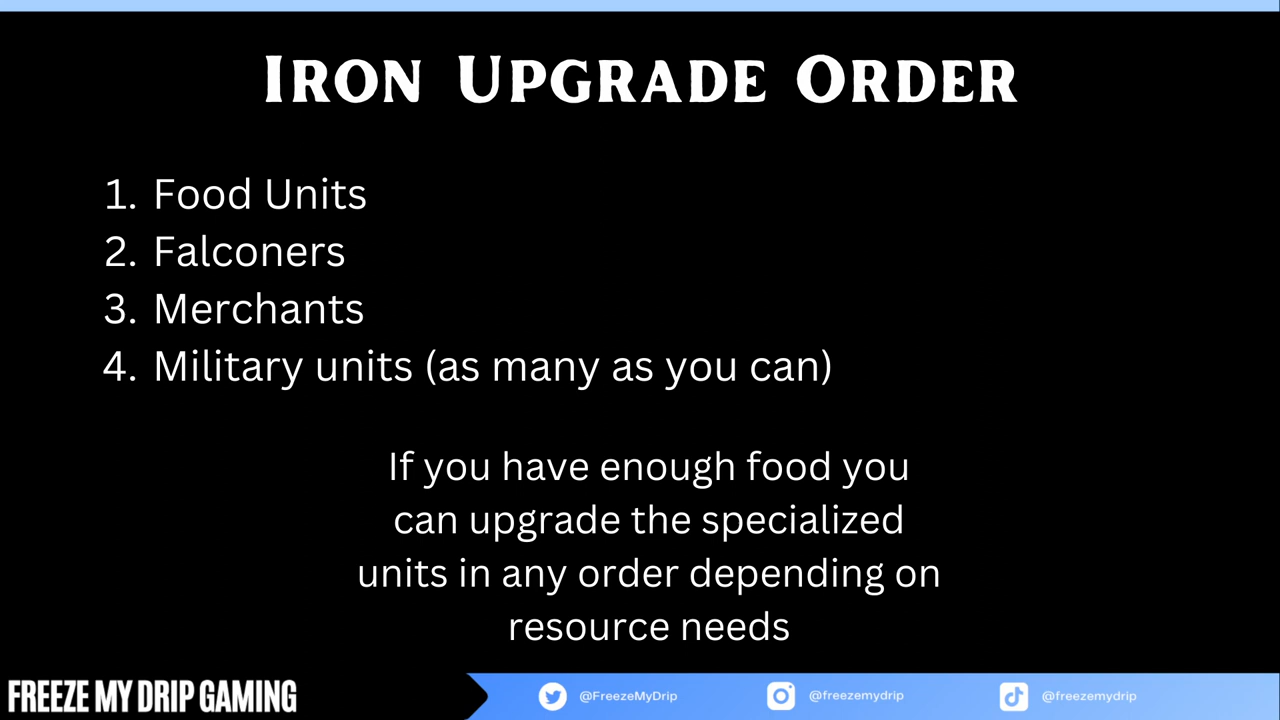 Iron Upgrade Order
1. Food Units
2. Falconers
3. Merchants
4. Military units (as many as you can)
If you have enough food you
can upgrade the specialized
units in any order depending on
resource needs
FREEZE MY DRIP GAMING
@FreezeMyDrip
@freezemydrip
@freezemydrip